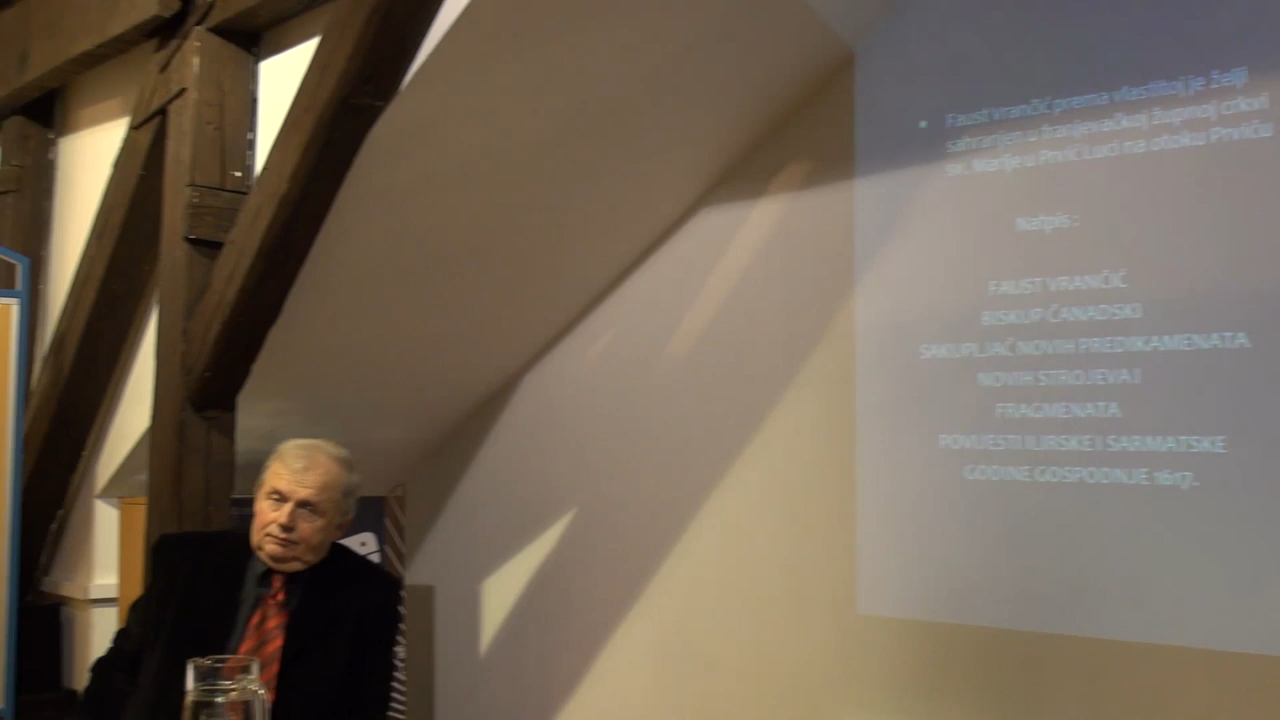 Faust Vrančić prema vlastitoj je želji
sahranjen u franjevačkoj župnoj crkvi
sv. Marije u Prvić Luci na otoku Prviću
Natpis :
FAUST VRANČIĆ
BISKUP ČANADSKI
SAKUPLJAČ NOVIH PREDIKAMENATA
NOVIH STROJEVA I
FRAGMENATA
POVIJESTI ILIRSKE I SARMATSKE
GODINE GOSPODNJE 1617.